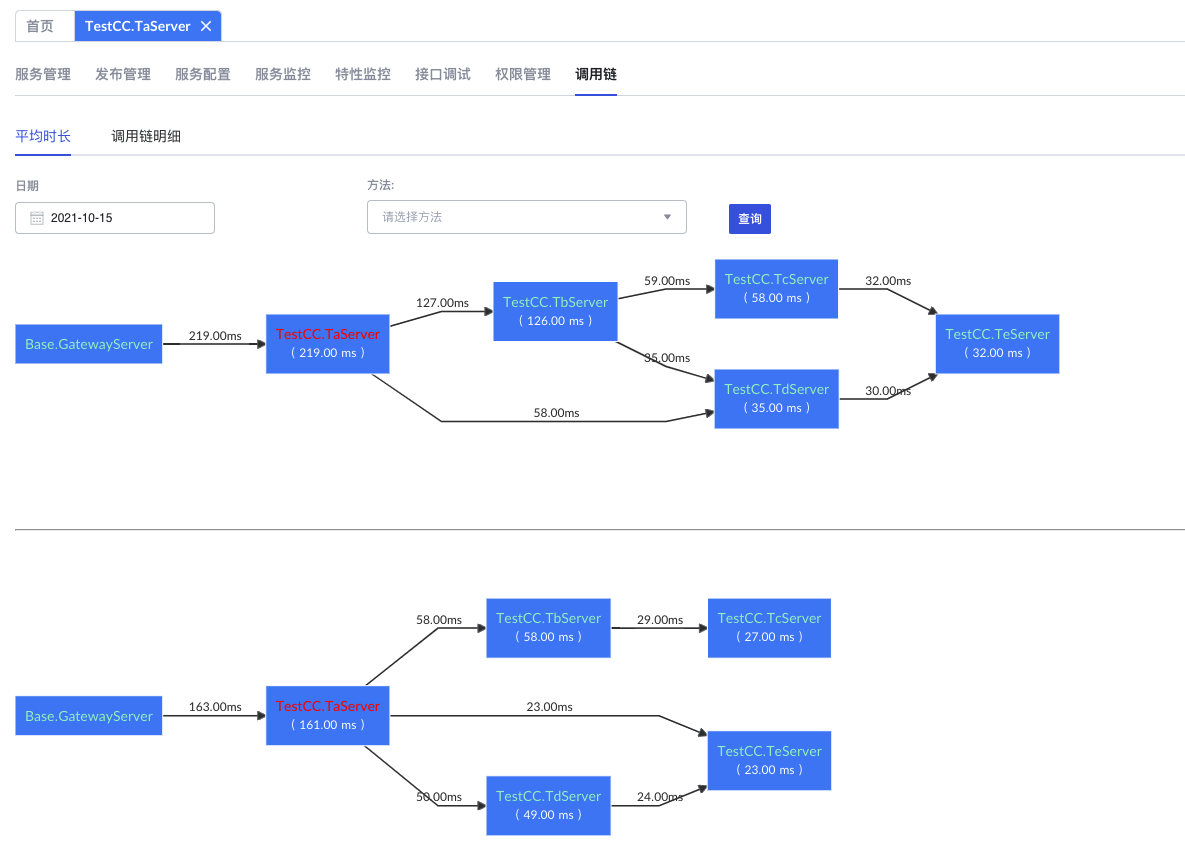 首页
TestCC.TaServer
服务管理
发布管理
服务配置
服务监控
特性监控
接口调试
权限管理
调用链
平均时长
调用链明细
日期
方法:
2021-10-15
请选择方法
查询
Base.GatewayServer
219.00ms
TestCC.TaServer
( 219.00 ms )
127.00ms
TestCC.TbServer
( 126.00 ms )
59.00ms
TestCC.TcServer
( 58.00 ms )
32.00ms
35.00ms
TestCC.TdServer
( 35.00 ms )
30.00ms
TestCC.TeServer
( 32.00 ms )
58.00ms
Base.GatewayServer
163.00ms
TestCC.TaServer
( 161.00 ms )
58.00ms
TestCC.TbServer
( 58.00 ms )
29.00ms
TestCC.TcServer
( 27.00 ms )
23.00ms
TestCC.TeServer
( 23.00 ms )
50.00ms
TestCC.TdServer
( 49.00 ms )
24.00ms